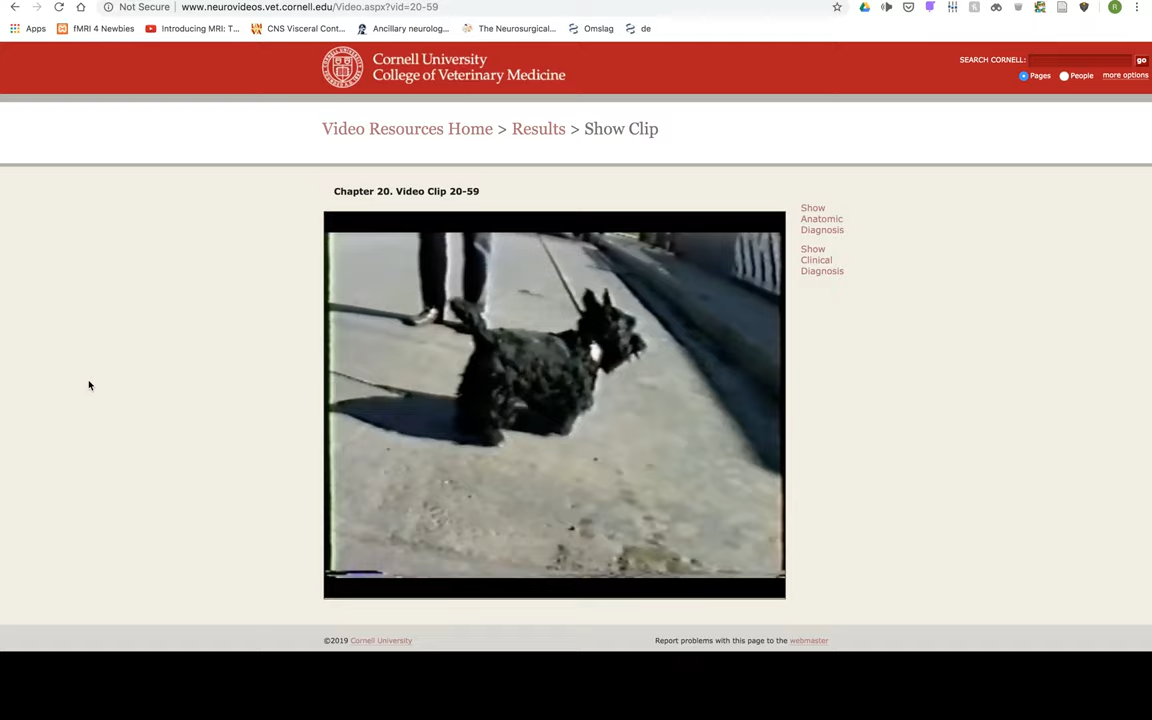 Not Secure | www.neurovideos.vet.cornell.edu/Video.aspx?vid=20-59
Apps fMRI 4 Newbies Introducing MRI: T... CNS Visceral Cont... Ancillary neurolog... The Neurosurgical... Omslag de
Cornell University
College of Veterinary Medicine
SEARCH CORNELL: go
Pages People more options
Video Resources Home > Results > Show Clip
Chapter 20. Video Clip 20-59
Show
Anatomic
Diagnosis
Show
Clinical
Diagnosis
©2019 Cornell University
Report problems with this page to the webmaster
R